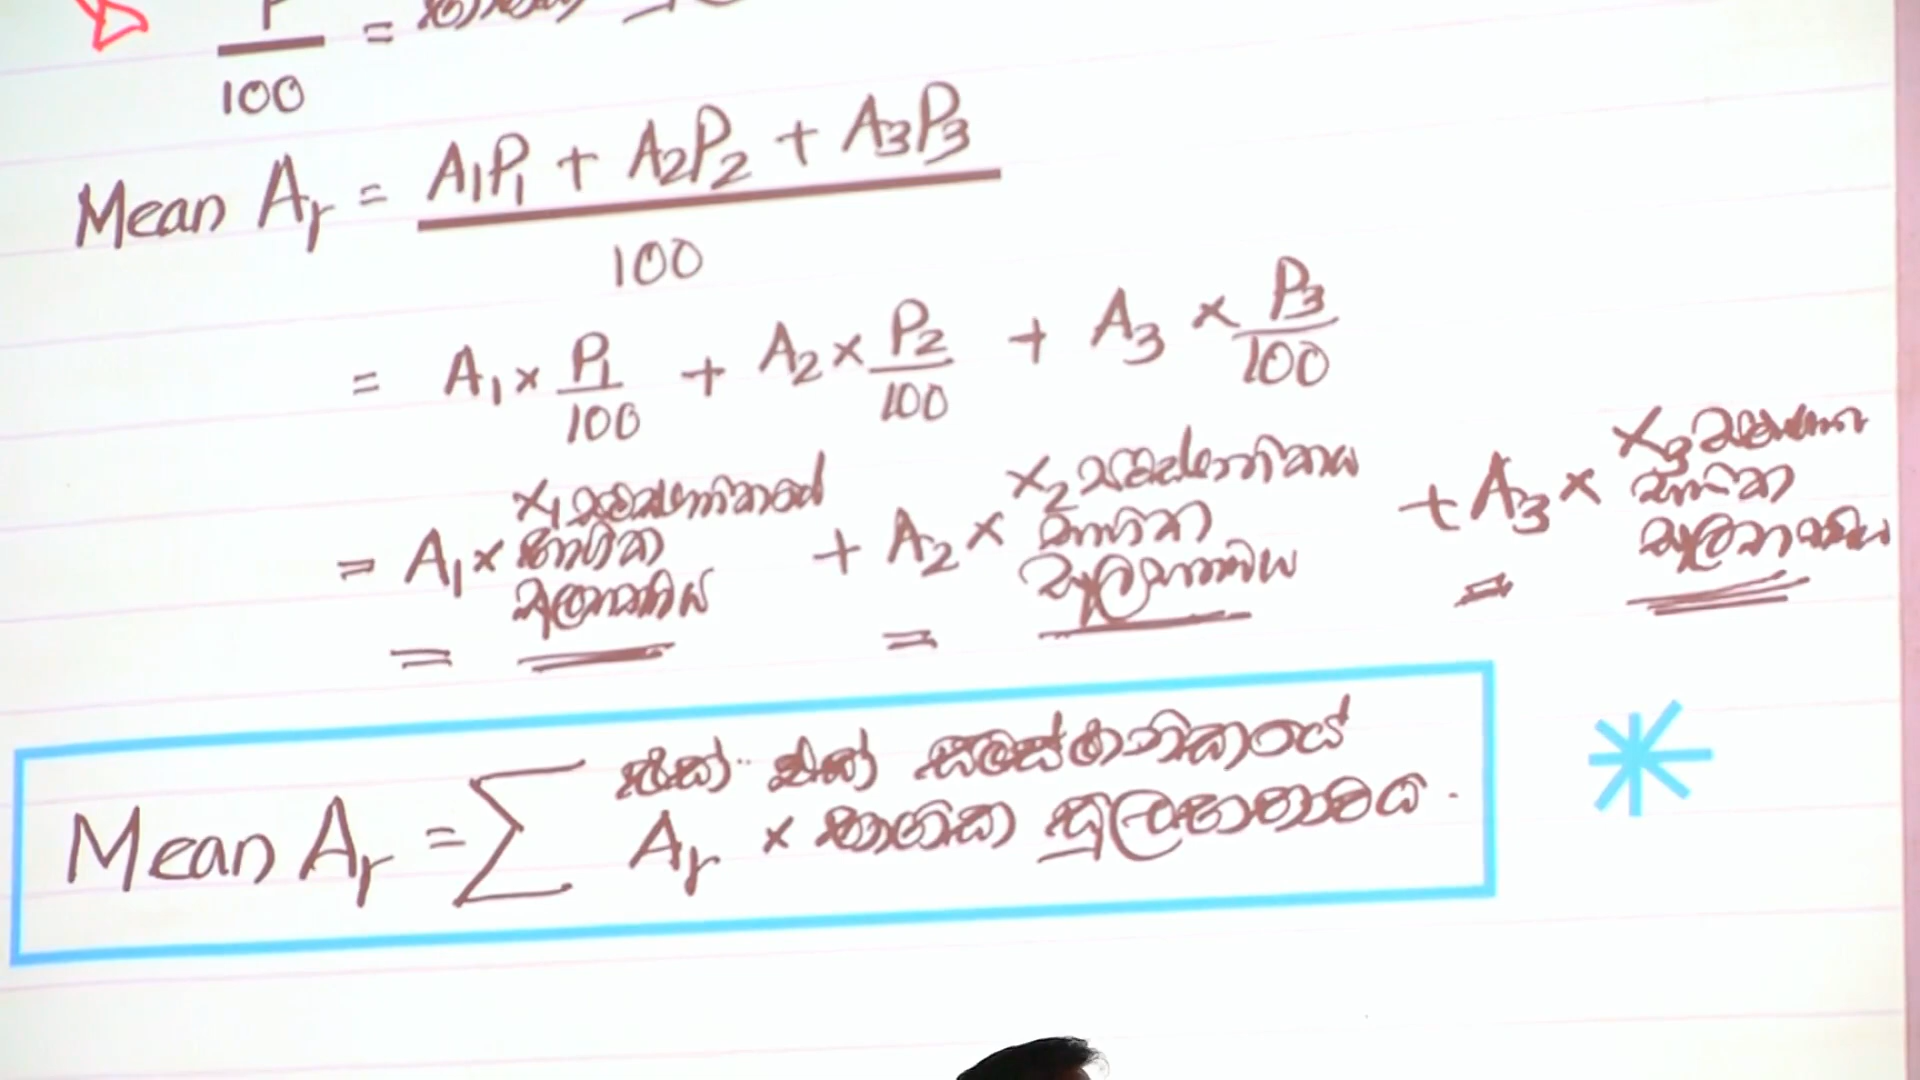 P/100 = භාගික
Mean Ar = (A₁P₁ + A₂P₂ + A₃P₃)/100
= A₁ × P₁/100 + A₂ × P₂/100 + A₃ × P₃/100
= A₁ × X₁ සමස්ථානිකයේ භාගික සුලභතාවය + A₂ × X₂ සමස්ථානිකය භාගික සුලභතාවය + A₃ × X₃ භාගික සුලභතාවය
Mean Ar = Σ එක් එක් සමස්ථානිකයේ Ar × භාගික සුලභතාවය.